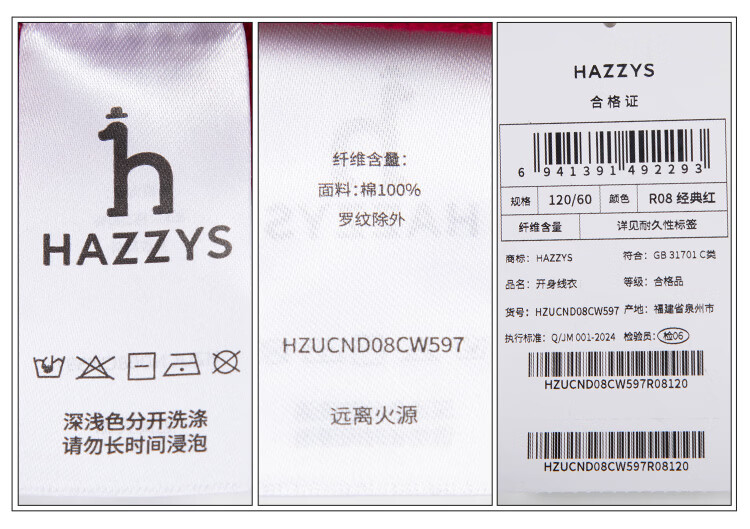 HAZZYS
深浅色分开洗涤
请勿长时间浸泡
纤维含量：
面料：棉100%
罗纹除外
HZUCND08CW597
远离火源
HAZZYS
合格证
6 941391 492293
规格 120/60 颜色 R08 经典红
纤维含量 详见耐久性标签
商标：HAZZYS 符合：GB 31701 C类
品名：开身线衣 等级：合格品
货号：HZUCND08CW597 产地：福建省泉州市
执行标准：Q/JM 001-2024 检验员：检06
HZUCND08CW597R08120
HZUCND08CW597R08120